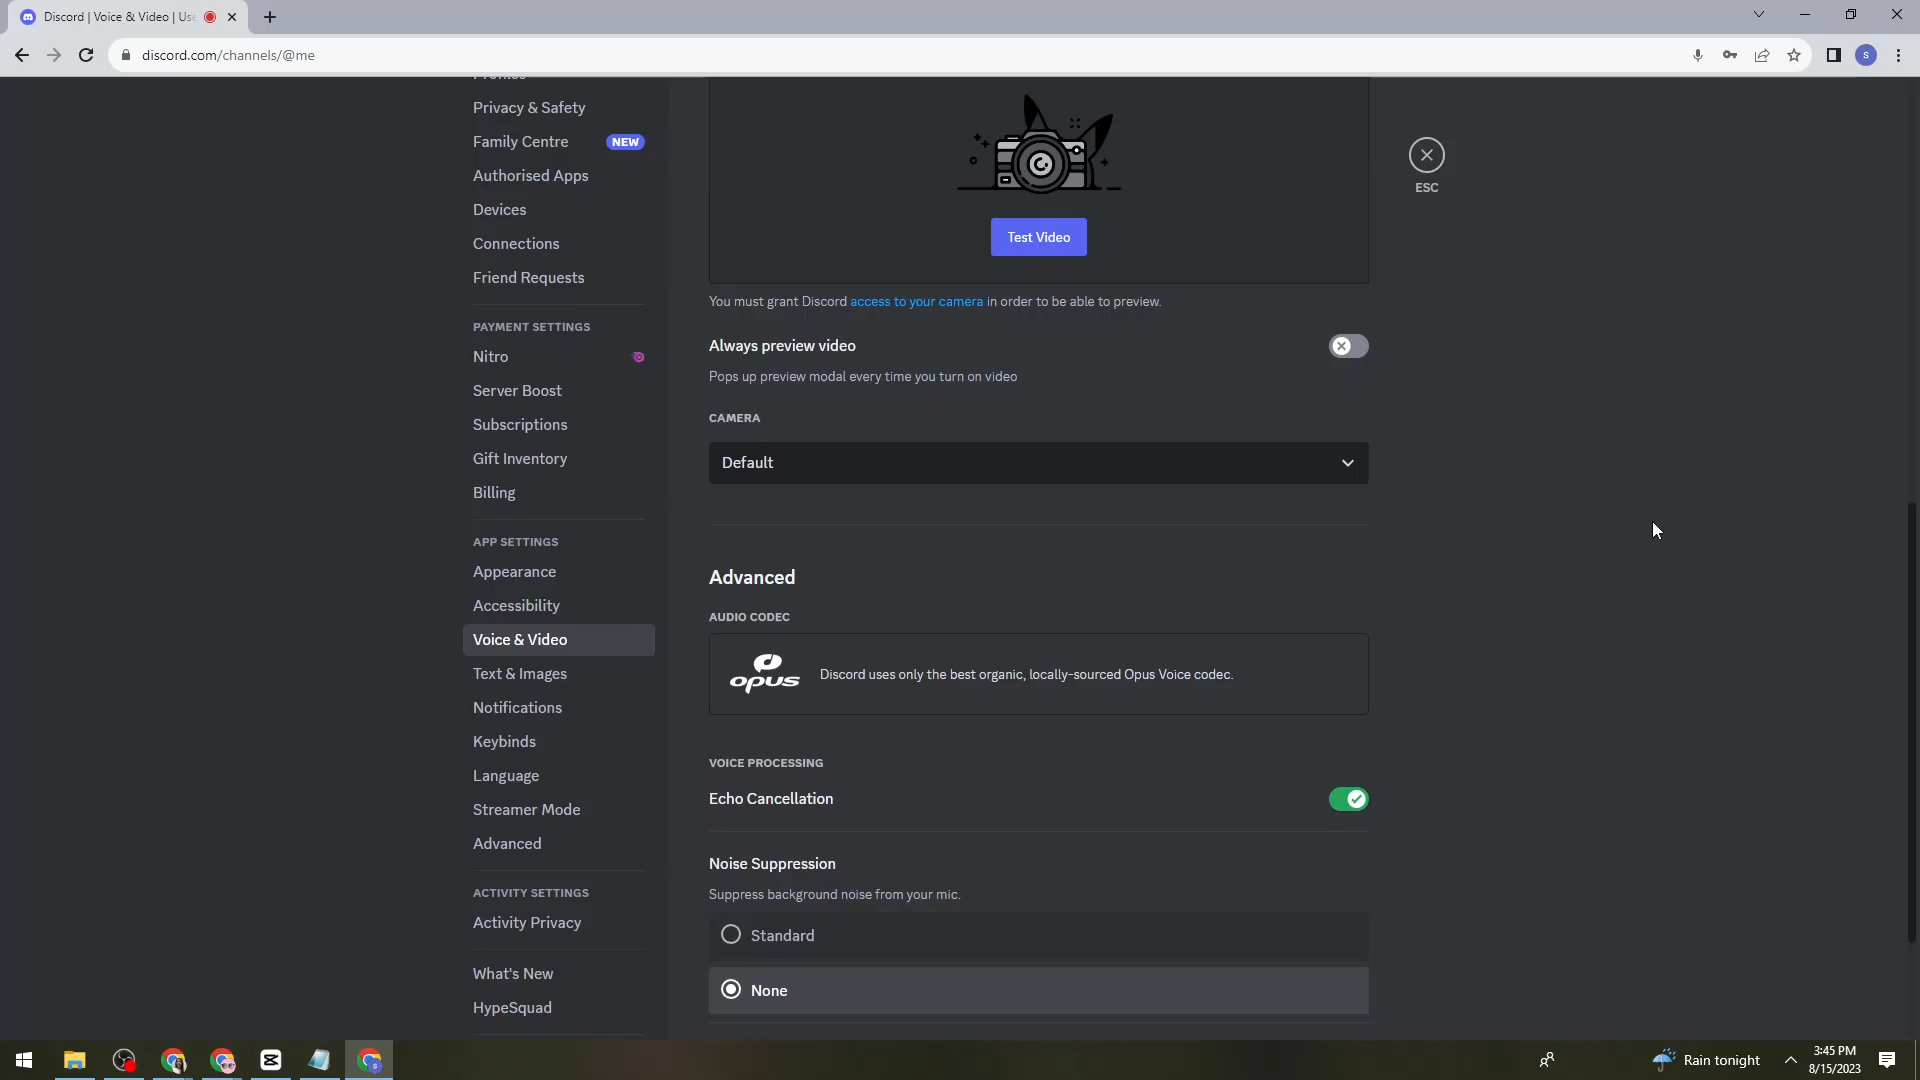 Discord | Voice & Video | Use
discord.com/channels/@me
S
Profiles
Privacy & Safety
Family Centre NEW
Authorised Apps
Devices
Connections
Friend Requests
PAYMENT SETTINGS
Nitro
Server Boost
Subscriptions
Gift Inventory
Billing
APP SETTINGS
Appearance
Accessibility
Voice & Video
Text & Images
Notifications
Keybinds
Language
Streamer Mode
Advanced
ACTIVITY SETTINGS
Activity Privacy
What's New
HypeSquad
Test Video
You must grant Discord access to your camera in order to be able to preview.
Always preview video
Pops up preview modal every time you turn on video
CAMERA
Default
Advanced
AUDIO CODEC
opus Discord uses only the best organic, locally-sourced Opus Voice codec.
VOICE PROCESSING
Echo Cancellation
Noise Suppression
Suppress background noise from your mic.
Standard
None
ESC
Rain tonight
3:45 PM
8/15/2023